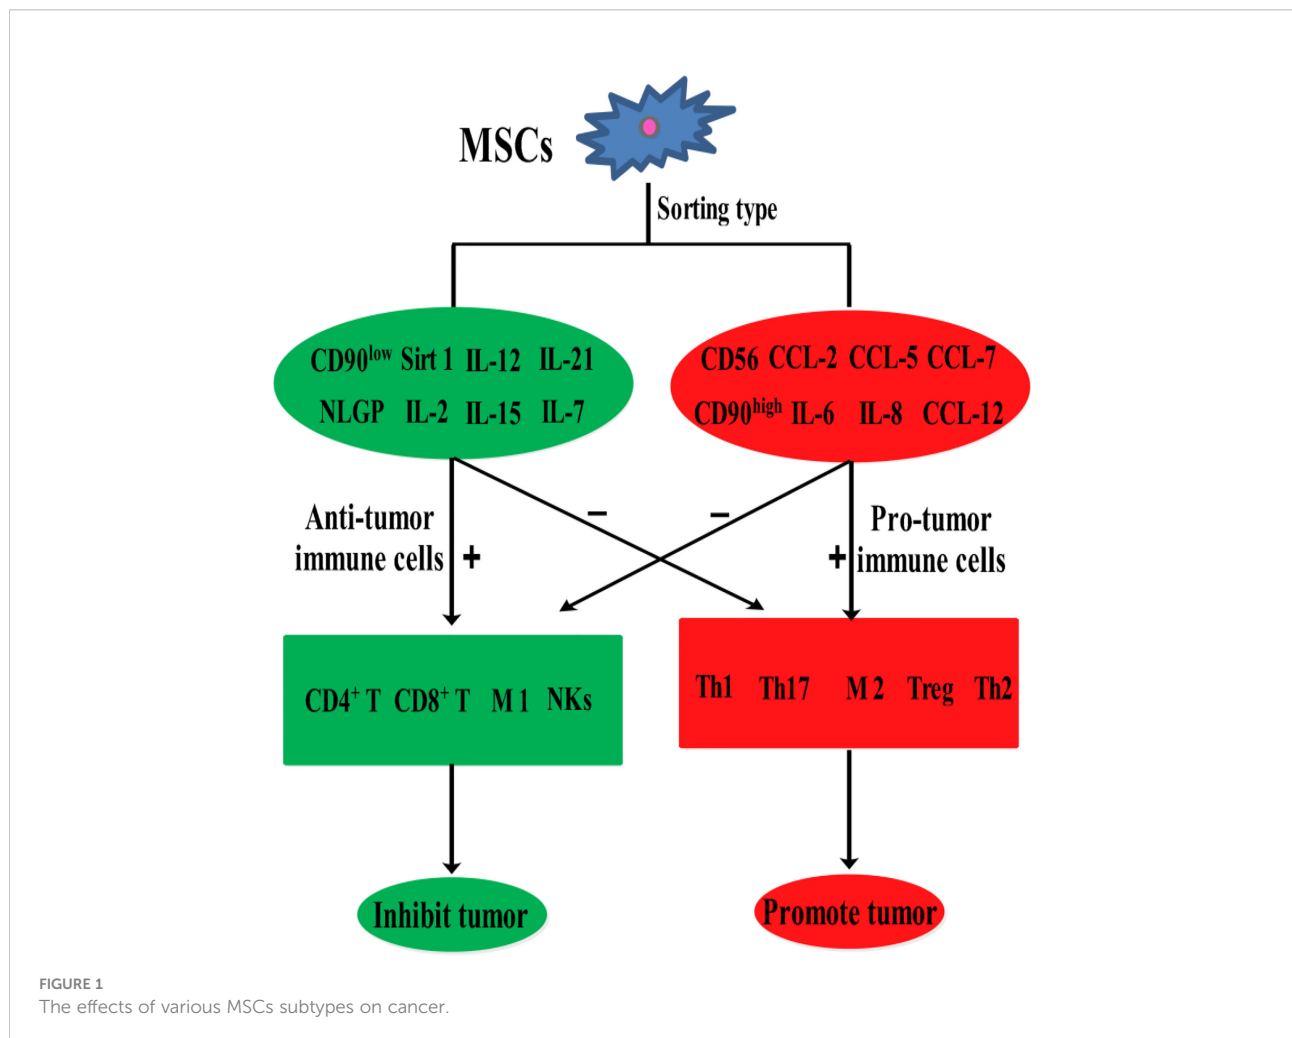 MSCs
Sorting type
CD90low Sirt 1 IL-12 IL-21
NLGP IL-2 IL-15 IL-7
CD56 CCL-2 CCL-5 CCL-7
CD90high IL-6 IL-8 CCL-12
Anti-tumor
immune cells +
−
−
Pro-tumor
+ immune cells
CD4+ T CD8+ T M 1 NKs
Th1 Th17 M 2 Treg Th2
Inhibit tumor
Promote tumor
FIGURE 1
The effects of various MSCs subtypes on cancer.